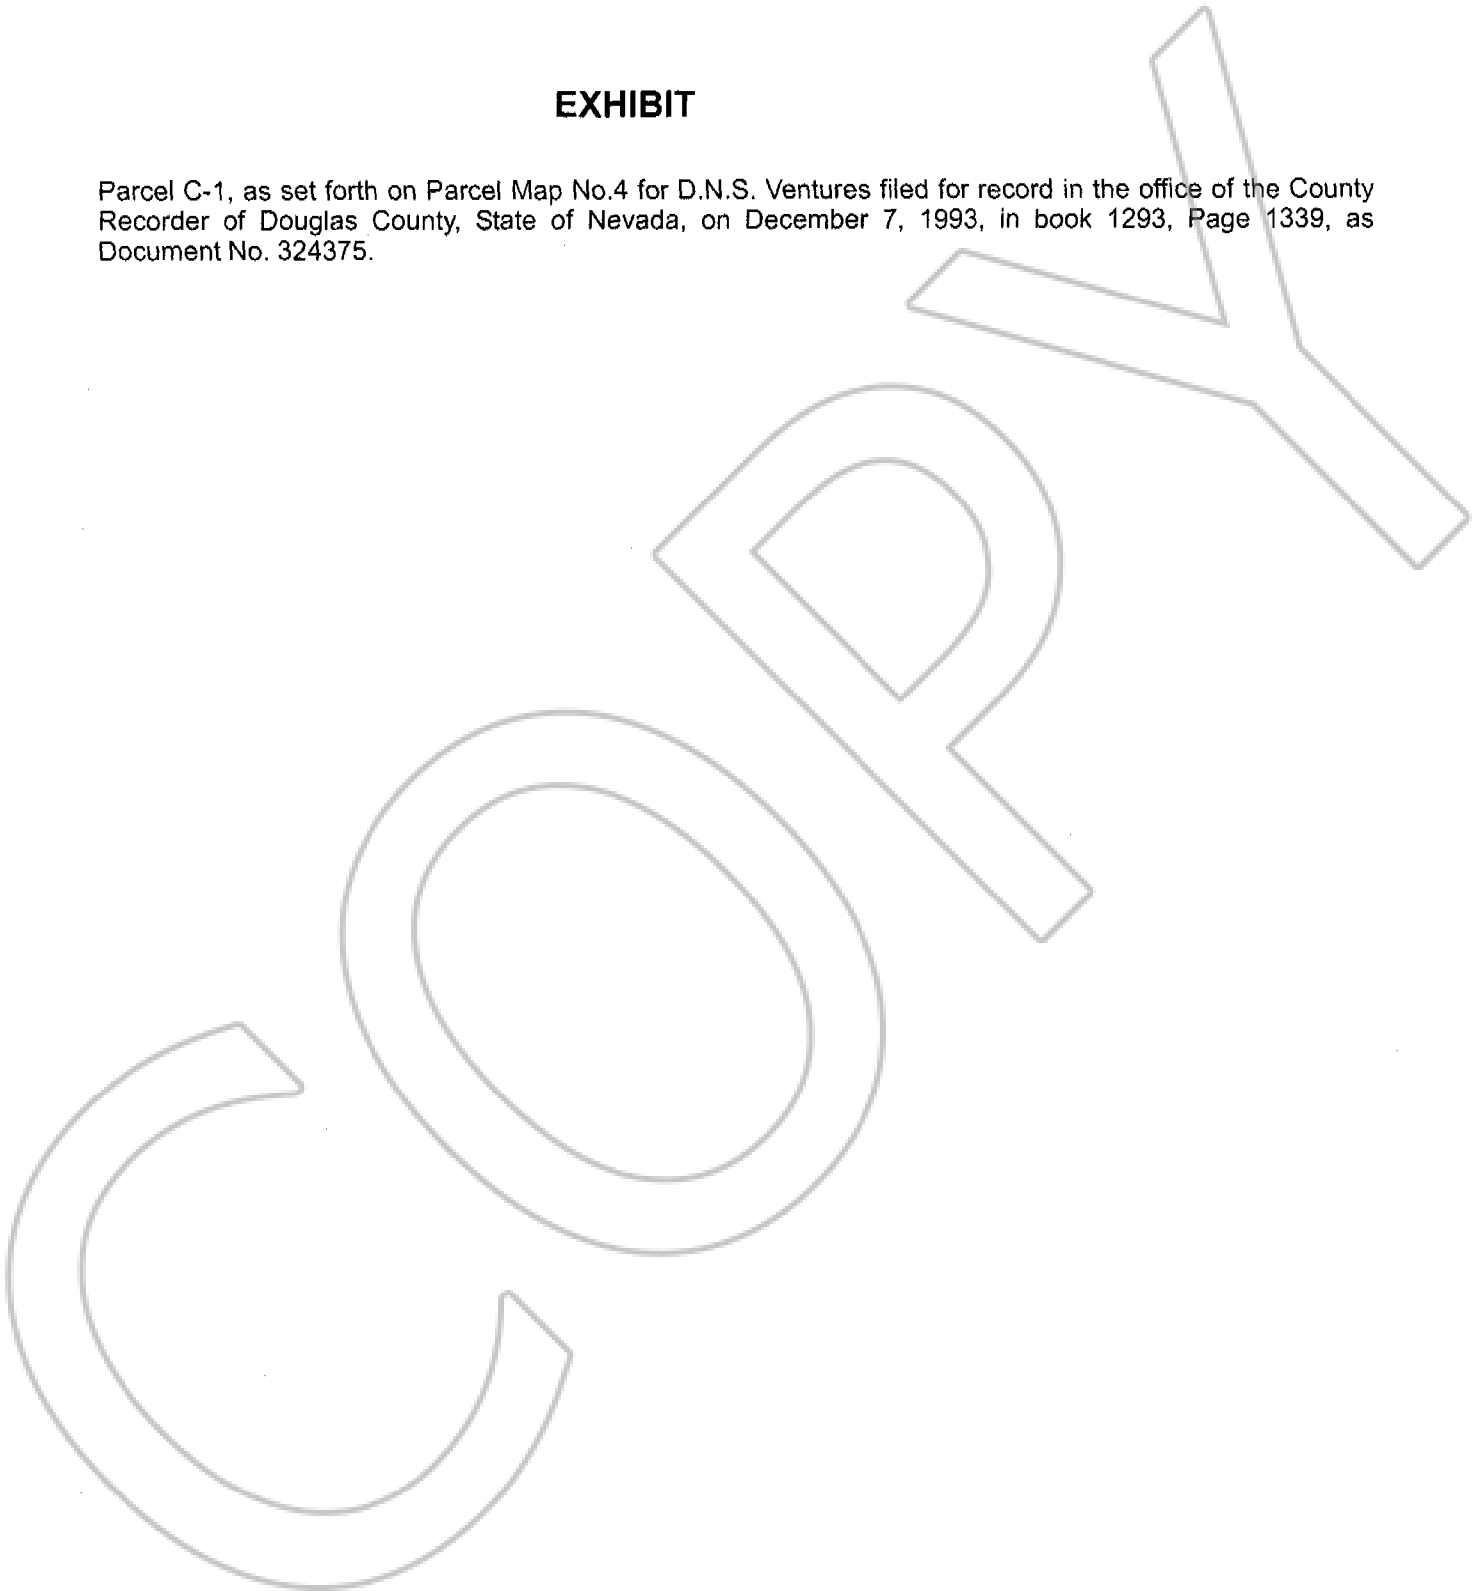 EXHIBIT
Parcel C-1, as set forth on Parcel Map No.4 for D.N.S. Ventures filed for record in the office of the County
Recorder of Douglas County, State of Nevada, on December 7, 1993, in book 1293, Page 1339, as
Document No. 324375.
COPY